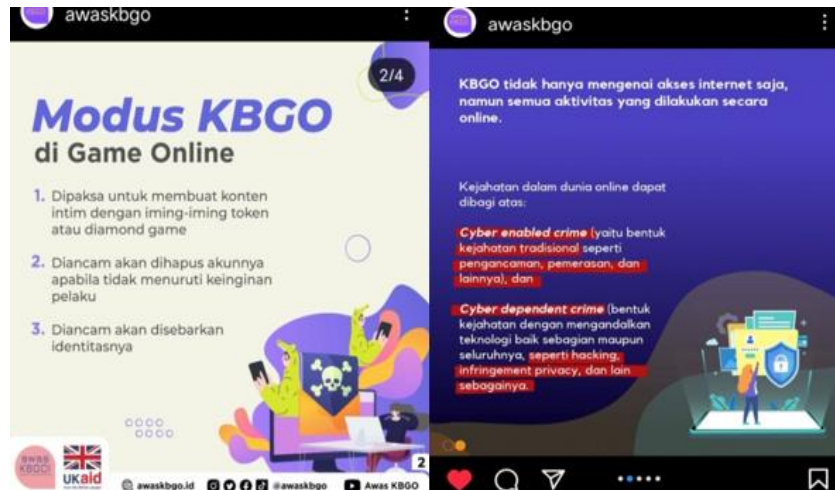 awaskbgo
2/4
Modus KBGO
di Game Online
1. Dipaksa untuk membuat konten
intim dengan iming-iming token
atau diamond game
2. Diancam akan dihapus akunnya
apabila tidak menuruti keinginan
pelaku
3. Diancam akan disebarkan
identitasnya
awas
KBGO!
UKaid
awaskbgo.id
@awaskbgo
Awas KBGO
2
awaskbgo
KBGO tidak hanya mengenai akses internet saja,
namun semua aktivitas yang dilakukan secara
online.
Kejahatan dalam dunia online dapat
dibagi atas:
Cyber enabled crime (yaitu bentuk
kejahatan tradisional seperti
pengancaman, pemerasan, dan
lainnya), dan
Cyber dependent crime (bentuk
kejahatan dengan mengandalkan
teknologi baik sebagian maupun
seluruhnya, seperti hacking,
infringement privacy, dan lain
sebagainya.